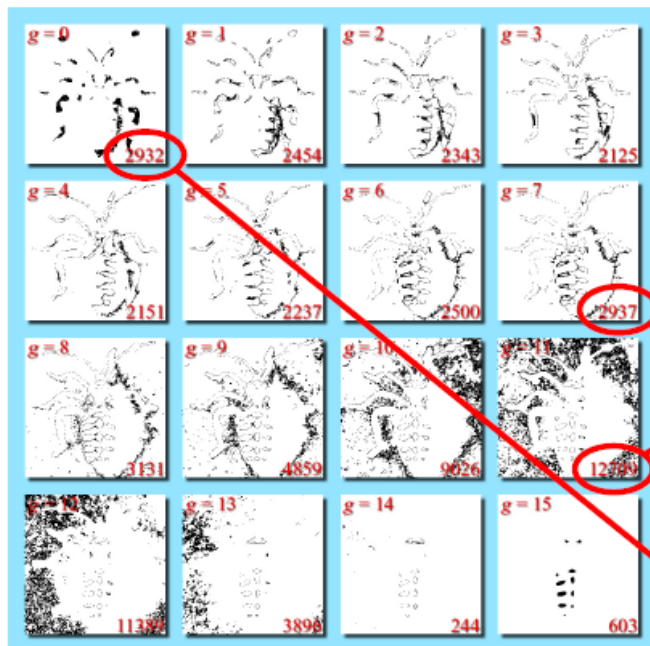 g = 0 g = 1 g = 2 g = 3
2932 2454 2343 2125
g = 4 g = 5 g = 6 g = 7
2151 2237 2500 2937
g = 8 g = 9 g = 10 g = 11
3131 4859 9026 12709
g = 12 g = 13 g = 14 g = 15
11389 3896 244 603